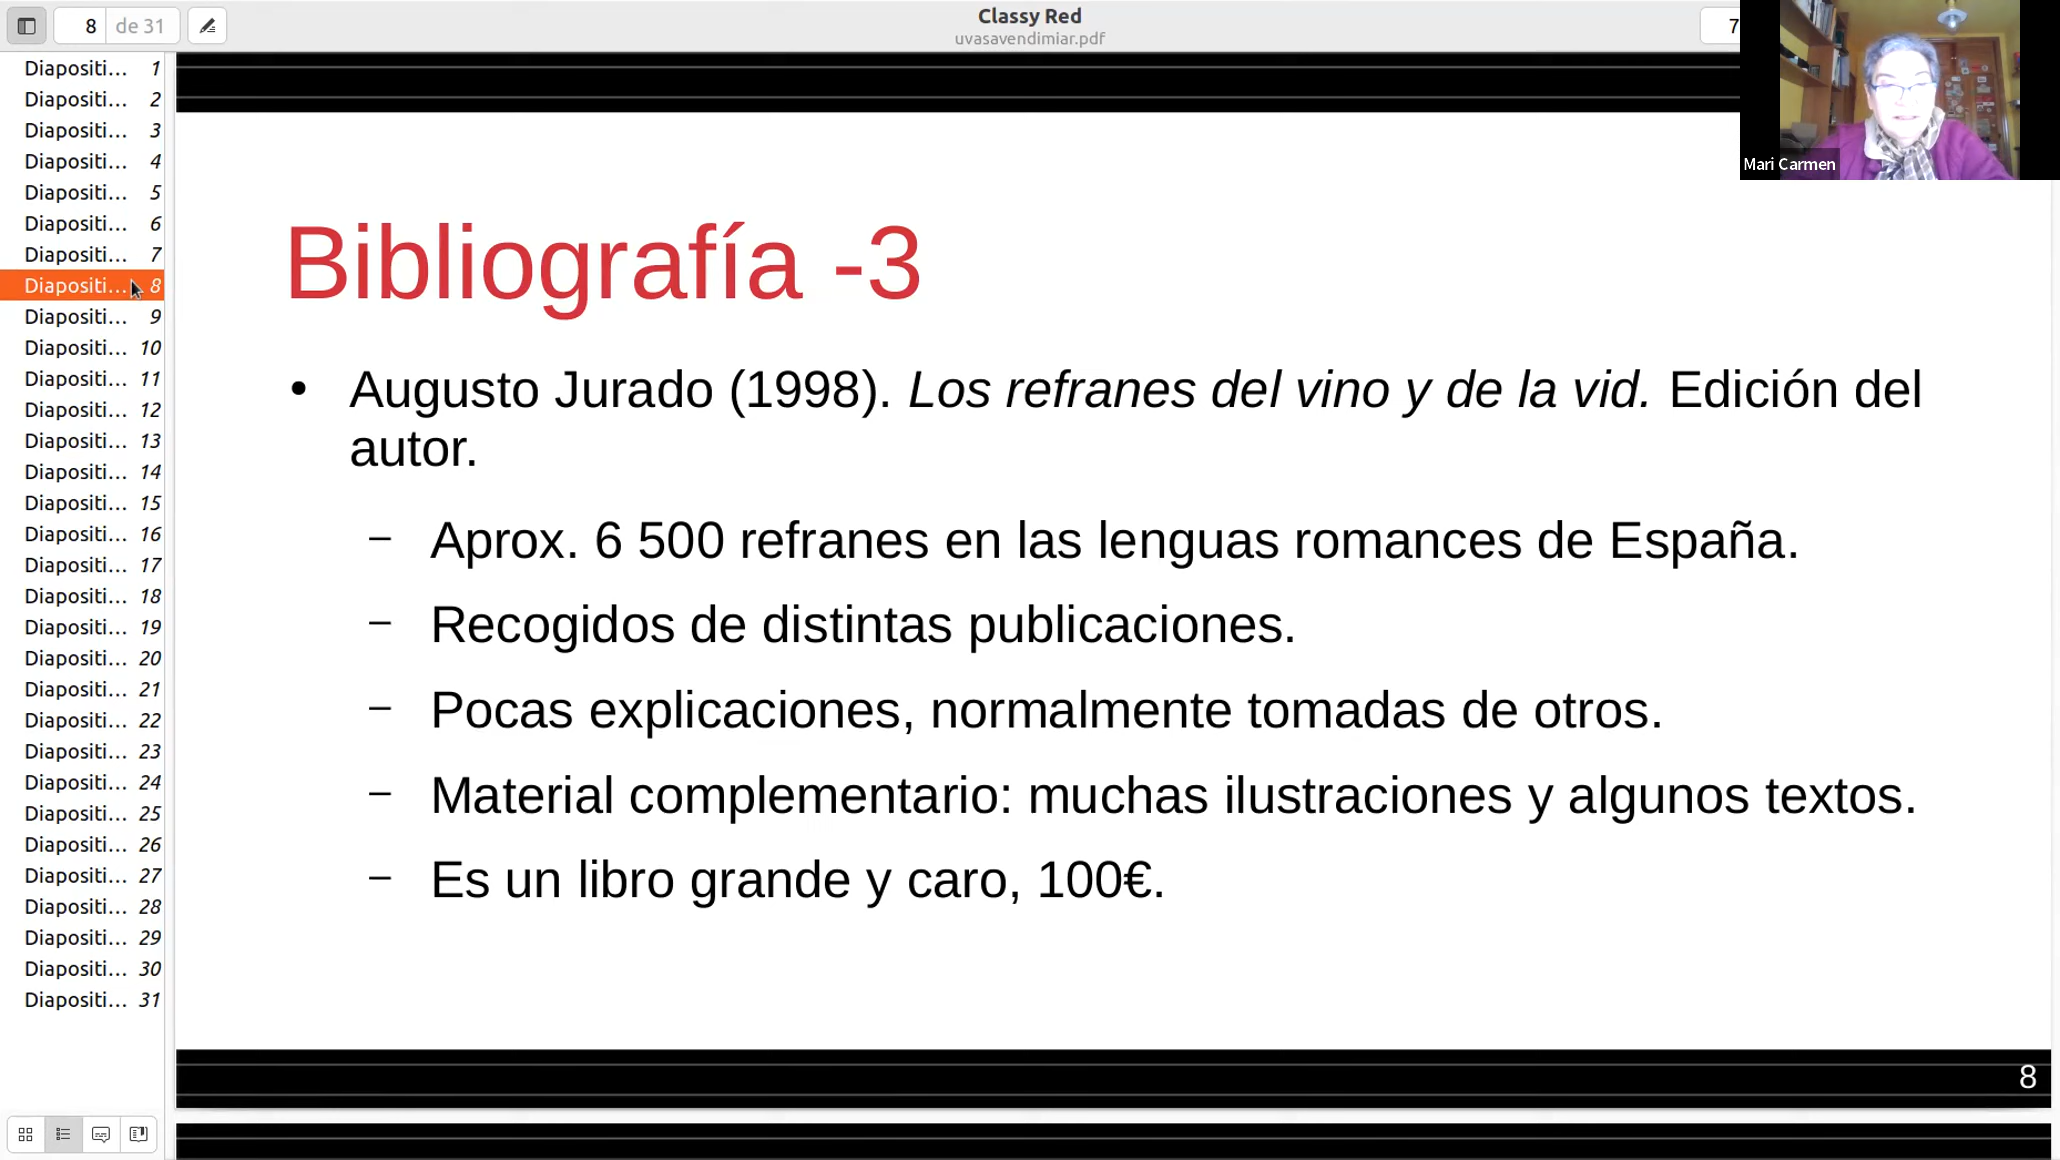 8 de 31
Classy Red
uvasavendimiar.pdf
7
Mari Carmen
Diapositi... 1
Diapositi... 2
Diapositi... 3
Diapositi... 4
Diapositi... 5
Diapositi... 6
Diapositi... 7
Diapositi... 8
Diapositi... 9
Diapositi... 10
Diapositi... 11
Diapositi... 12
Diapositi... 13
Diapositi... 14
Diapositi... 15
Diapositi... 16
Diapositi... 17
Diapositi... 18
Diapositi... 19
Diapositi... 20
Diapositi... 21
Diapositi... 22
Diapositi... 23
Diapositi... 24
Diapositi... 25
Diapositi... 26
Diapositi... 27
Diapositi... 28
Diapositi... 29
Diapositi... 30
Diapositi... 31
Bibliografía -3
• Augusto Jurado (1998). Los refranes del vino y de la vid. Edición del
autor.
– Aprox. 6 500 refranes en las lenguas romances de España.
– Recogidos de distintas publicaciones.
– Pocas explicaciones, normalmente tomadas de otros.
– Material complementario: muchas ilustraciones y algunos textos.
– Es un libro grande y caro, 100€.
8